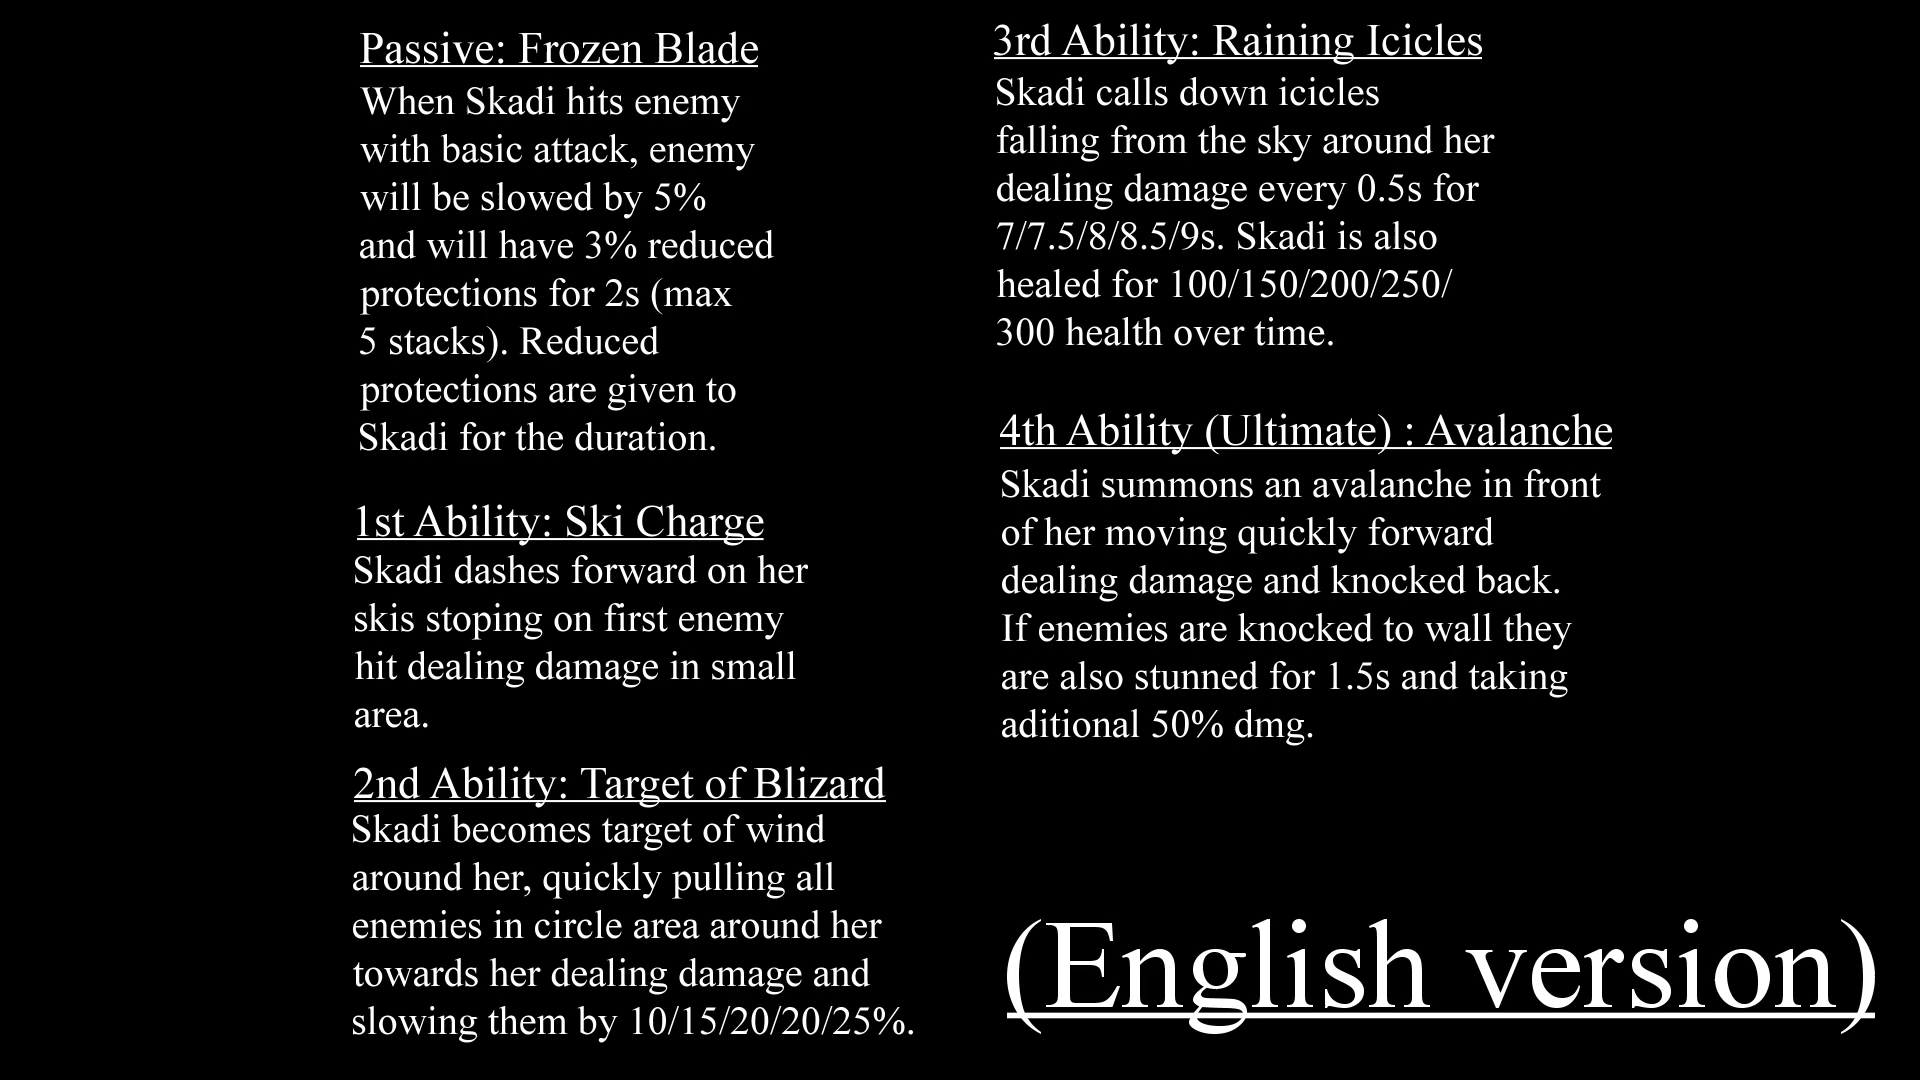 Passive: Frozen Blade
When Skadi hits enemy
with basic attack, enemy
will be slowed by 5%
and will have 3% reduced
protections for 2s (max
5 stacks). Reduced
protections are given to
Skadi for the duration.
1st Ability: Ski Charge
Skadi dashes forward on her
skis stoping on first enemy
hit dealing damage in small
area.
2nd Ability: Target of Blizard
Skadi becomes target of wind
around her, quickly pulling all
enemies in circle area around her
towards her dealing damage and
slowing them by 10/15/20/20/25%.
3rd Ability: Raining Icicles
Skadi calls down icicles
falling from the sky around her
dealing damage every 0.5s for
7/7.5/8/8.5/9s. Skadi is also
healed for 100/150/200/250/
300 health over time.
4th Ability (Ultimate) : Avalanche
Skadi summons an avalanche in front
of her moving quickly forward
dealing damage and knocked back.
If enemies are knocked to wall they
are also stunned for 1.5s and taking
aditional 50% dmg.
(English version)